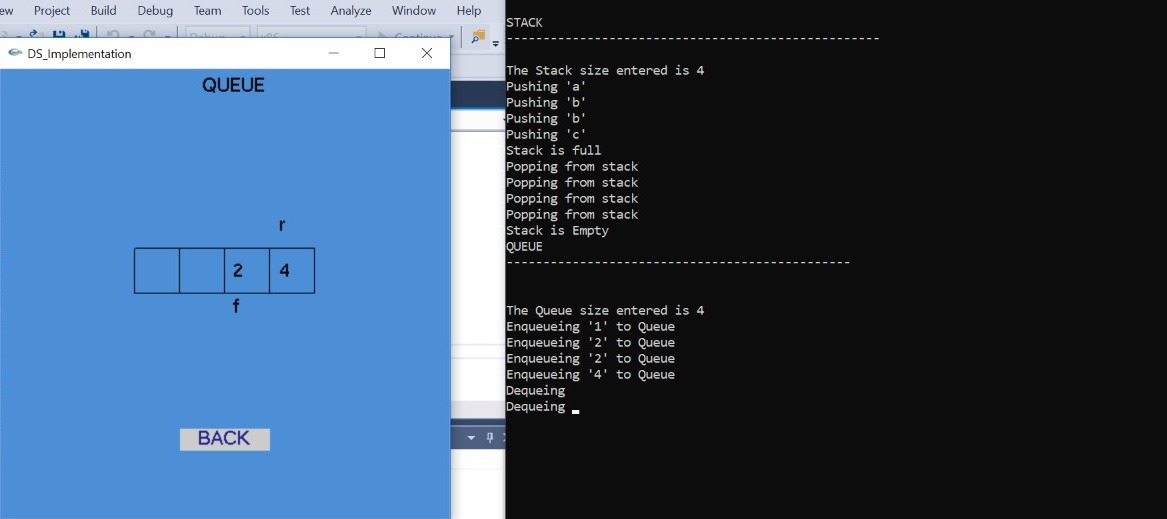 ew Project Build Debug Team Tools Test Analyze Window Help
Debug x86 Continue
DS_Implementation
QUEUE
r
2 4
f
BACK
STACK
---------------------------------------------------
The Stack size entered is 4
Pushing 'a'
Pushing 'b'
Pushing 'b'
Pushing 'c'
Stack is full
Popping from stack
Popping from stack
Popping from stack
Popping from stack
Stack is Empty
QUEUE
-----------------------------------------------
The Queue size entered is 4
Enqueueing '1' to Queue
Enqueueing '2' to Queue
Enqueueing '2' to Queue
Enqueueing '4' to Queue
Dequeing
Dequeing